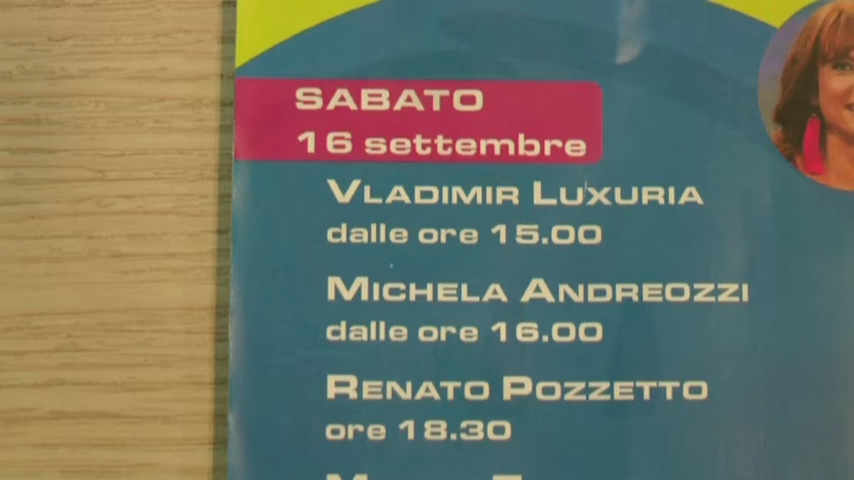 SABATO
16 settembre
VLADIMIR LUXURIA
dalle ore 15.00
MICHELA ANDREOZZI
dalle ore 16.00
RENATO POZZETTO
ore 18.30